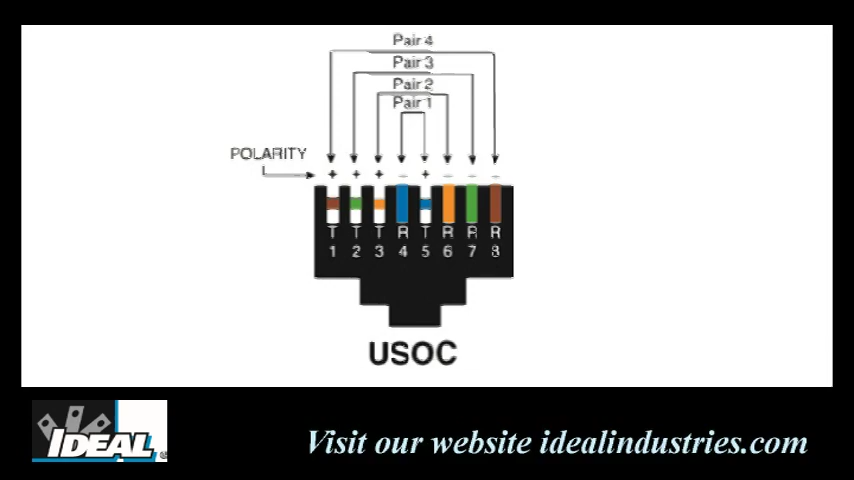 Pair 4
Pair 3
Pair 2
Pair 1
POLARITY
+ + + - + - - -
T T T R T R R R
1 2 3 4 5 6 7 8
USOC
IDEAL®
Visit our website idealindustries.com